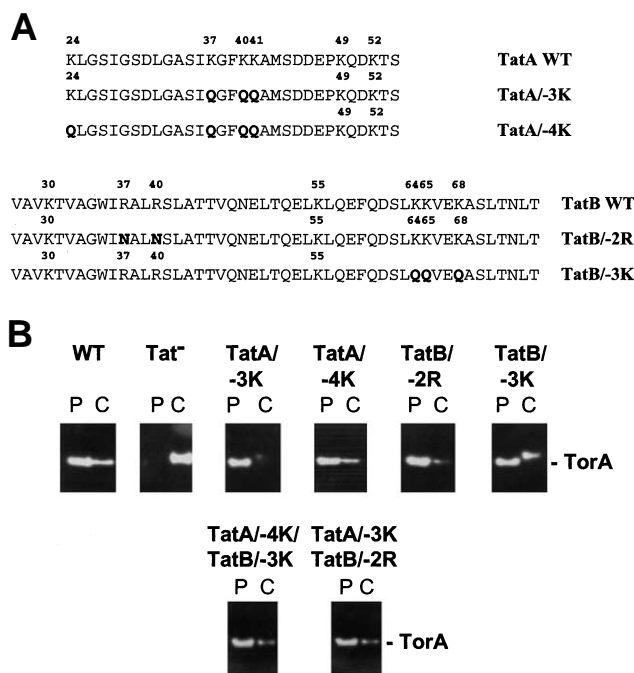 A
24 37 4041 49 52
KLGSIGSDLGASIKGFKKAMSDDEPKQDKTS TatA WT
24 49 52
KLGSIGSDLGASIQGFQQAMSDDEPKQDKTS TatA/-3K
49 52
QLGSIGSDLGASIQGFQQAMSDDEPKQDKTS TatA/-4K
30 37 40 55 6465 68
VAVKTVAGWIRALRSLATTVQNELTQELKLQEFQDSLKKVEKASLTNLT TatB WT
30 37 40 55 6465 68
VAVKTVAGWINALNSLATTVQNELTQELKLQEFQDSLKKVEKASLTNLT TatB/-2R
30 37 40 55
VAVKTVAGWIRALRSLATTVQNELTQELKLQEFQDSLQQVEQASLTNLT TatB/-3K
B
WT Tat⁻ TatA/ TatA/ TatB/ TatB/
-3K -4K -2R -3K
P C P C P C P C P C P C
- TorA
TatA/-4K/ TatA/-3K
TatB/-3K TatB/-2R
P C P C
- TorA